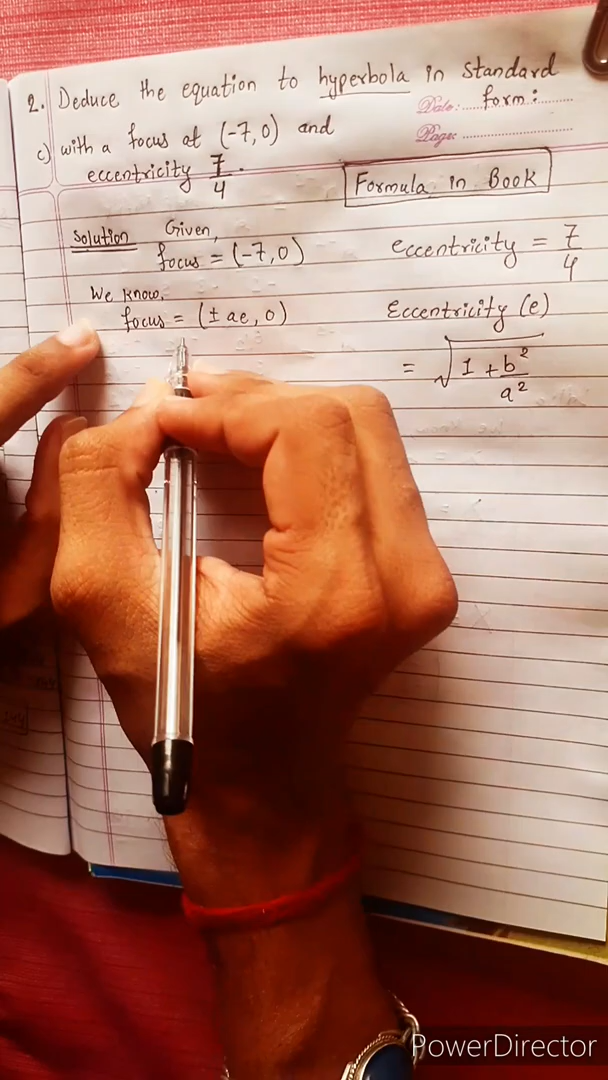 2. Deduce the equation to hyperbola in standard
Date: form:
Page:
c) with a focus at (-7,0) and
eccentricity 7/4.
Formula in Book
Solution Given,
focus = (-7,0)
eccentricity = 7/4
We know,
focus = (± ae, 0)
Eccentricity (e)
= √1 + b²/a²
PowerDirector